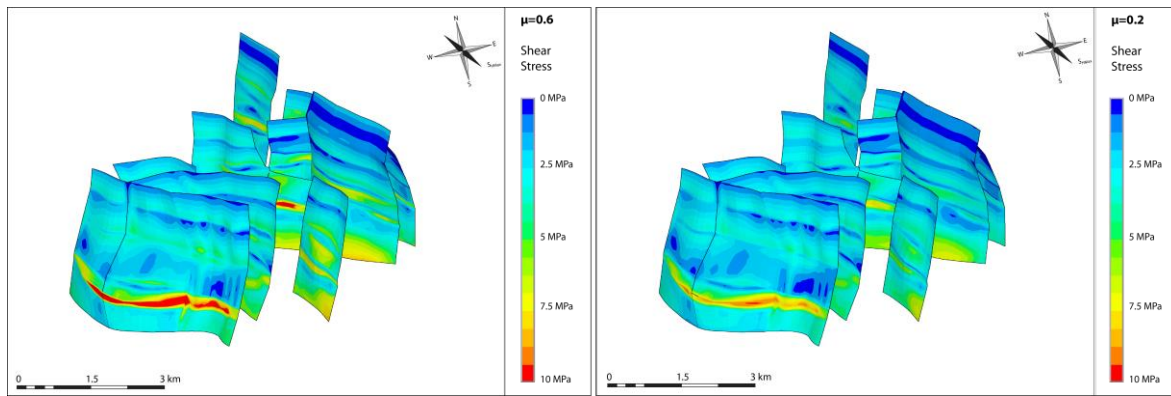 μ=0.6
N
W
E
S
Shear
Stress
0 MPa
2.5 MPa
5 MPa
7.5 MPa
10 MPa
0 1.5 3 km
μ=0.2
N
W
E
S
Shear
Stress
0 MPa
2.5 MPa
5 MPa
7.5 MPa
10 MPa
0 1.5 3 km